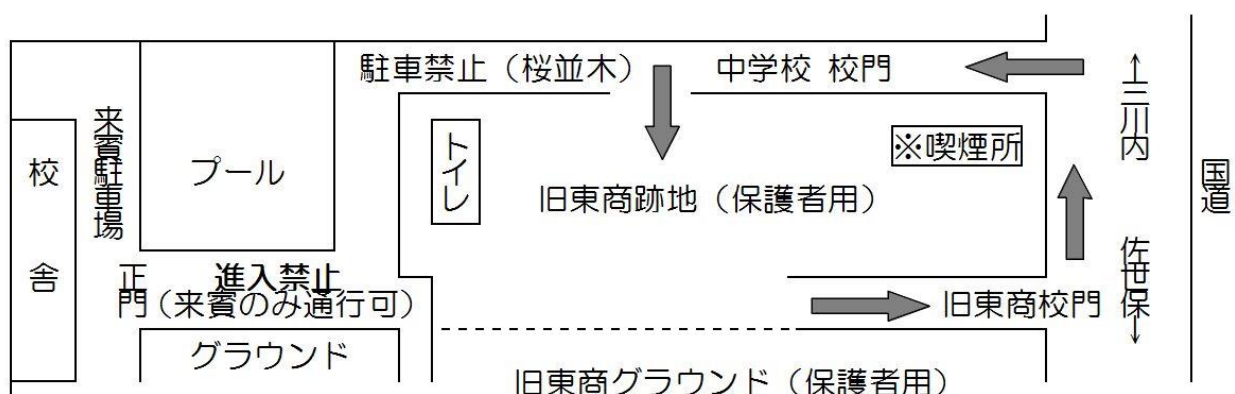 駐車禁止（桜並木）
中学校 校門
←三川内
来賓駐車場
校舎
プール
トイレ
※喫煙所
国道
旧東商跡地（保護者用）
佐世保→
正門
進入禁止
（来賓のみ通行可）
旧東商校門
グラウンド
旧東商グラウンド（保護者用）